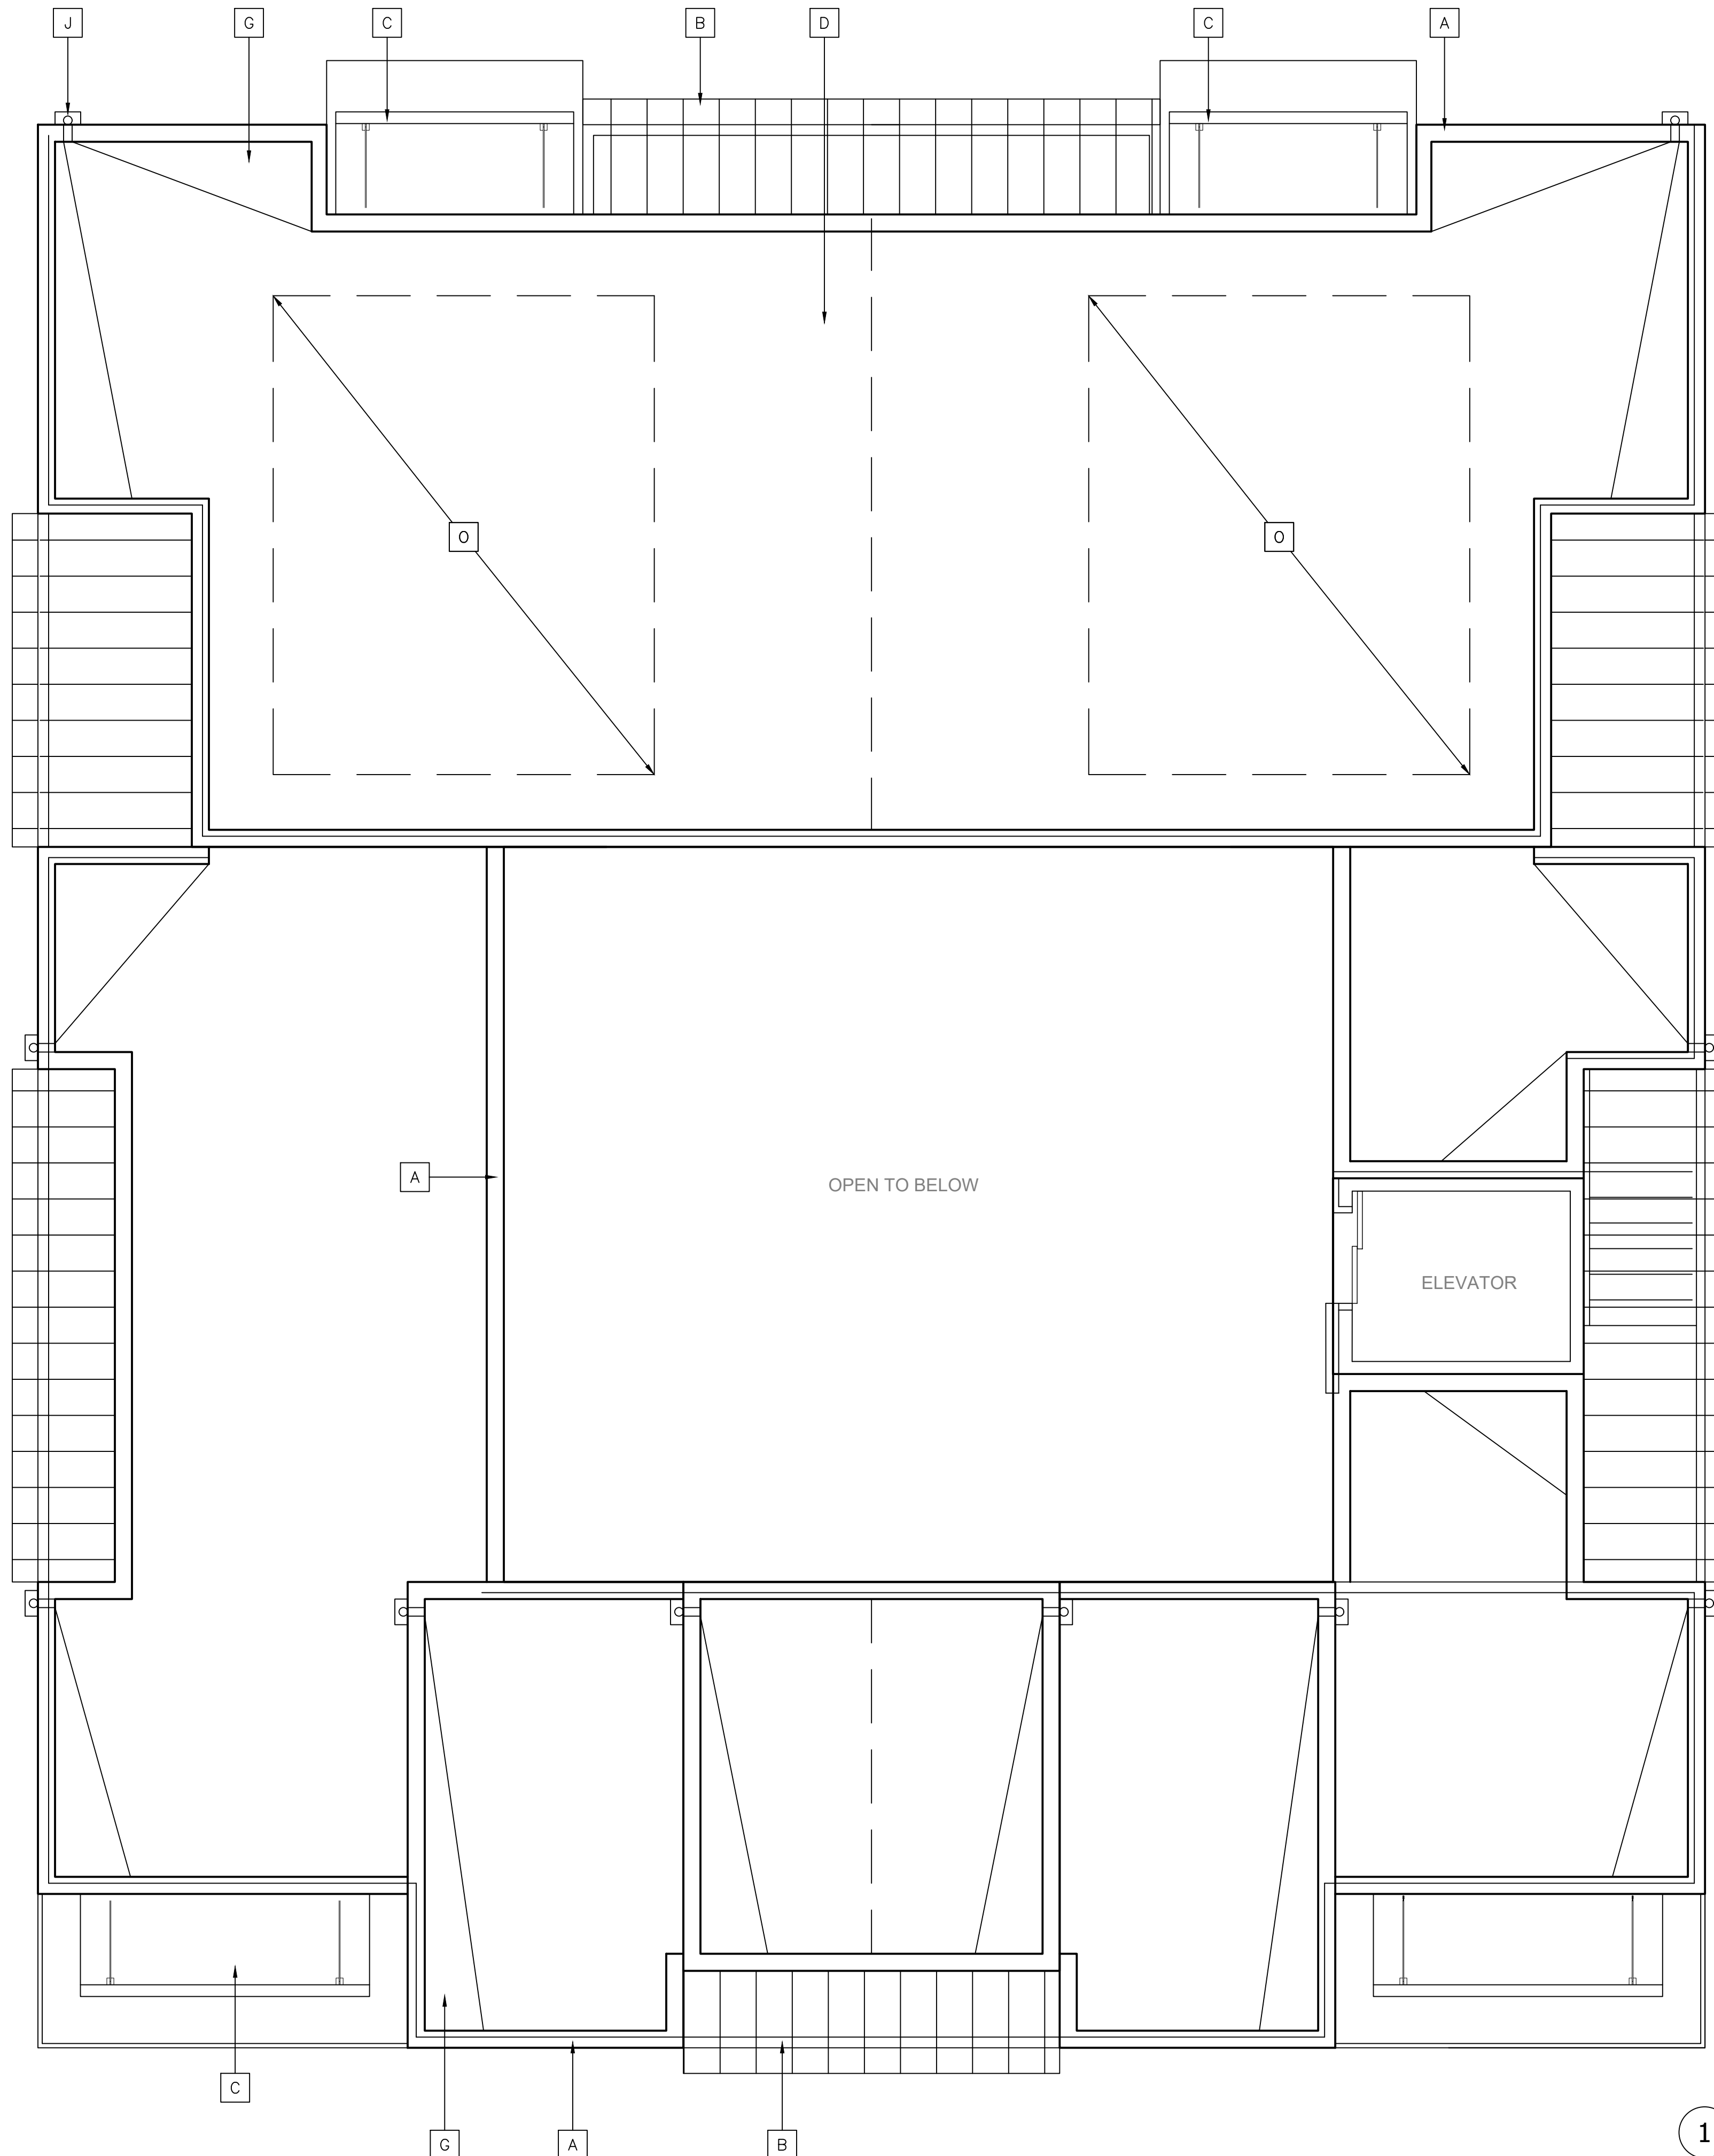 J G C B D C A
O O
A
OPEN TO BELOW
ELEVATOR
C
G A B
1